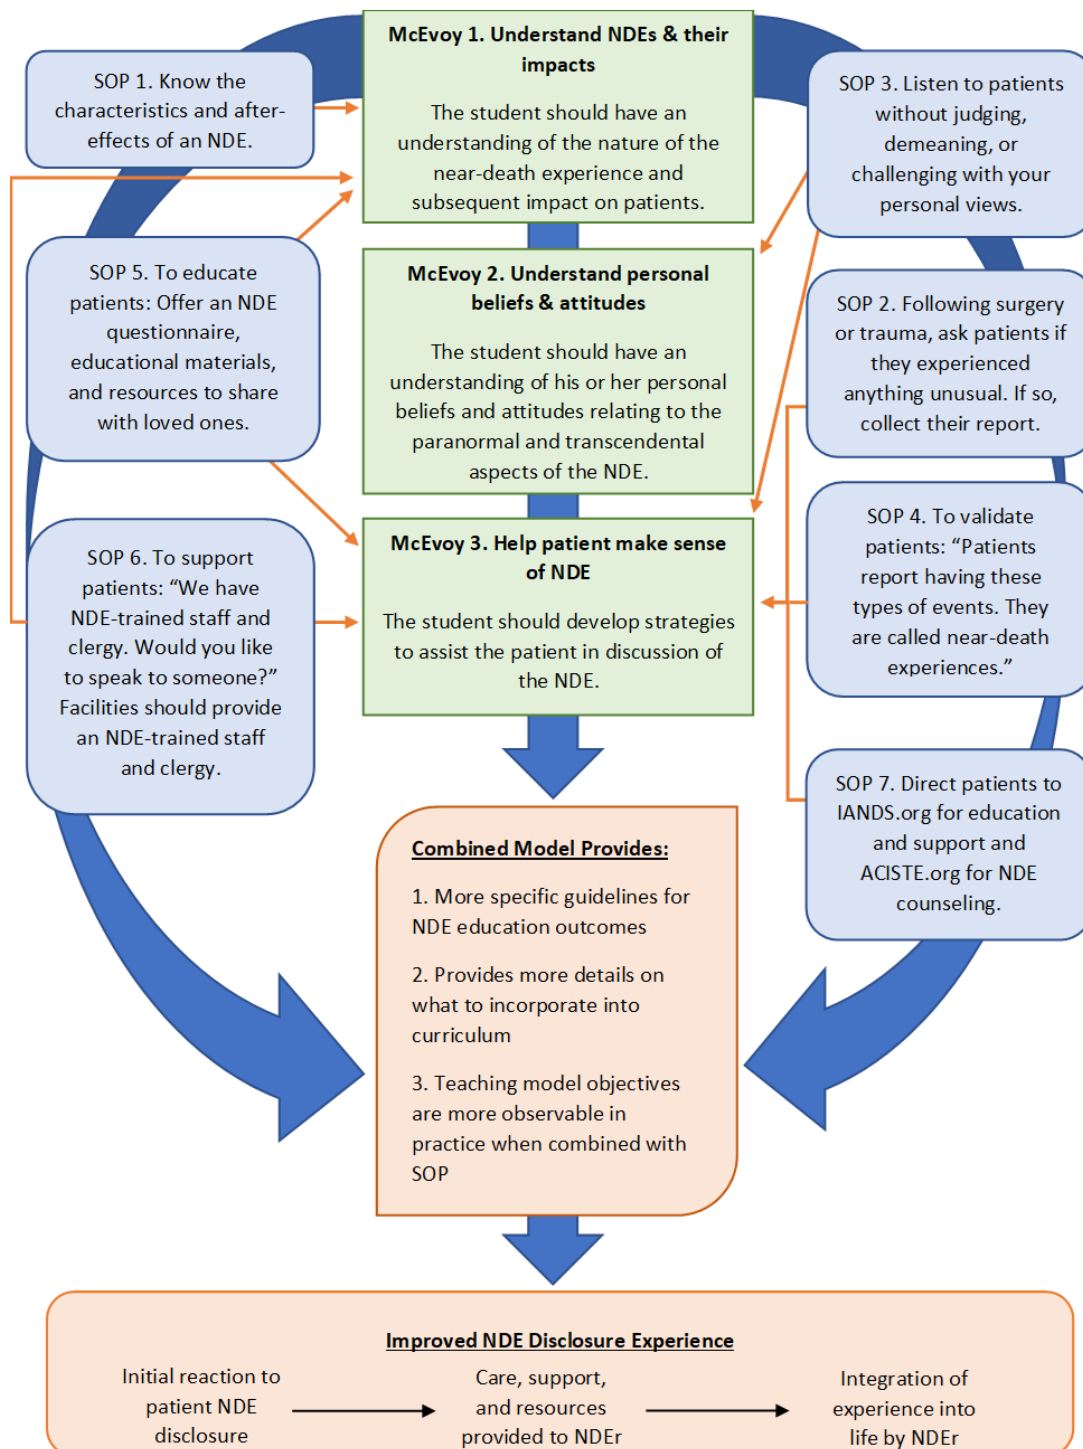 McEvoy 1. Understand NDEs & their
impacts
The student should have an
understanding of the nature of the
near-death experience and
subsequent impact on patients.
SOP 1. Know the
characteristics and after-
effects of an NDE.
SOP 3. Listen to patients
without judging,
demeaning, or
challenging with your
personal views.
SOP 5. To educate
patients: Offer an NDE
questionnaire,
educational materials,
and resources to share
with loved ones.
McEvoy 2. Understand personal
beliefs & attitudes
The student should have an
understanding of his or her personal
beliefs and attitudes relating to the
paranormal and transcendental
aspects of the NDE.
SOP 2. Following surgery
or trauma, ask patients if
they experienced
anything unusual. If so,
collect their report.
SOP 6. To support
patients: “We have
NDE-trained staff and
clergy. Would you like
to speak to someone?”
Facilities should provide
an NDE-trained staff
and clergy.
McEvoy 3. Help patient make sense
of NDE
The student should develop strategies
to assist the patient in discussion of
the NDE.
SOP 4. To validate
patients: “Patients
report having these
types of events. They
are called near-death
experiences.”
SOP 7. Direct patients to
IANDS.org for education
and support and
ACISTE.org for NDE
counseling.
Combined Model Provides:
1. More specific guidelines for
NDE education outcomes
2. Provides more details on
what to incorporate into
curriculum
3. Teaching model objectives
are more observable in
practice when combined with
SOP
Improved NDE Disclosure Experience
Initial reaction to
patient NDE
disclosure
Care, support,
and resources
provided to NDEr
Integration of
experience into
life by NDEr